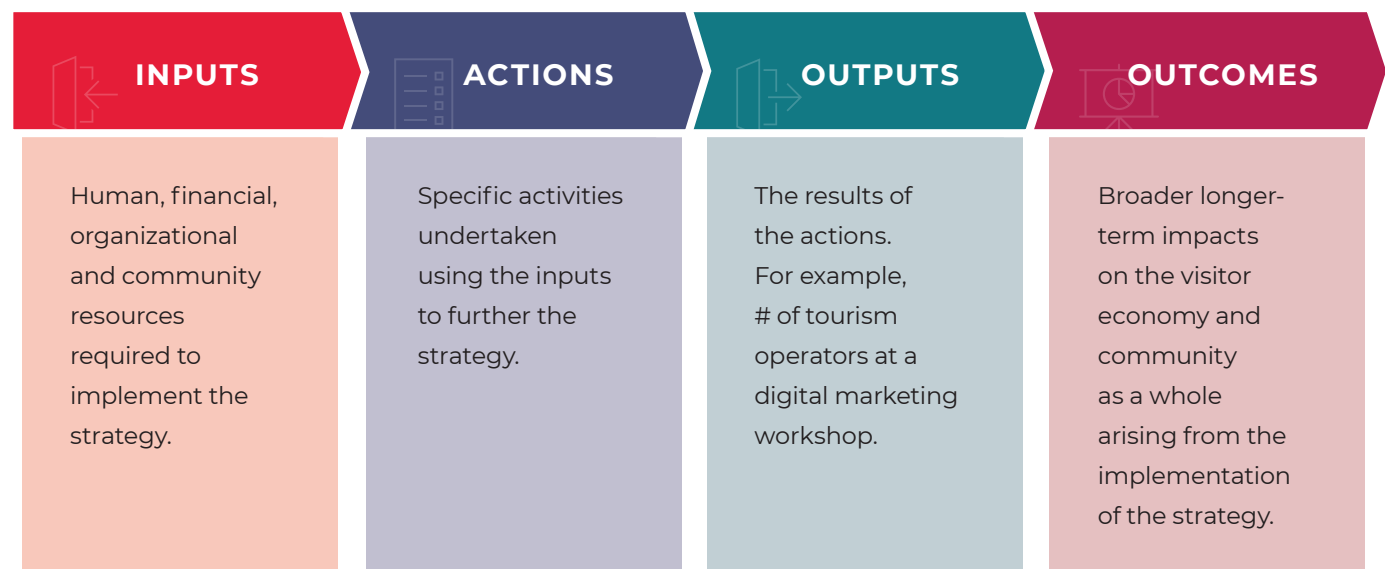 INPUTS
ACTIONS
OUTPUTS
OUTCOMES
Human, financial,
organizational
and community
resources
required to
implement the
strategy.
Specific activities
undertaken
using the inputs
to further the
strategy.
The results of
the actions.
For example,
# of tourism
operators at a
digital marketing
workshop.
Broader longer-
term impacts
on the visitor
economy and
community
as a whole
arising from the
implementation
of the strategy.